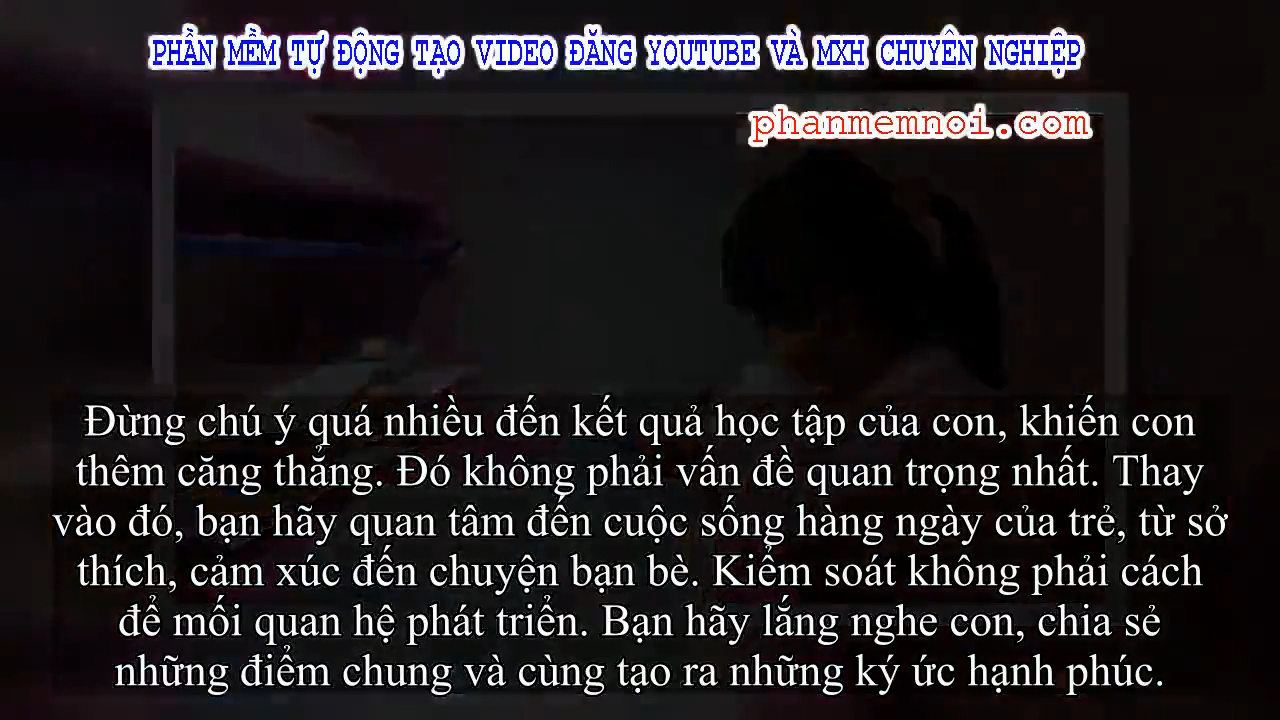 PHẦN MỀM TỰ ĐỘNG TẠO VIDEO ĐĂNG YOUTUBE VÀ MXH CHUYÊN NGHIỆP
phanmemnoi.com
Đừng chú ý quá nhiều đến kết quả học tập của con, khiến con
thêm căng thẳng. Đó không phải vấn đề quan trọng nhất. Thay
vào đó, bạn hãy quan tâm đến cuộc sống hàng ngày của trẻ, từ sở
thích, cảm xúc đến chuyện bạn bè. Kiểm soát không phải cách
để mối quan hệ phát triển. Bạn hãy lắng nghe con, chia sẻ
những điểm chung và cùng tạo ra những ký ức hạnh phúc.